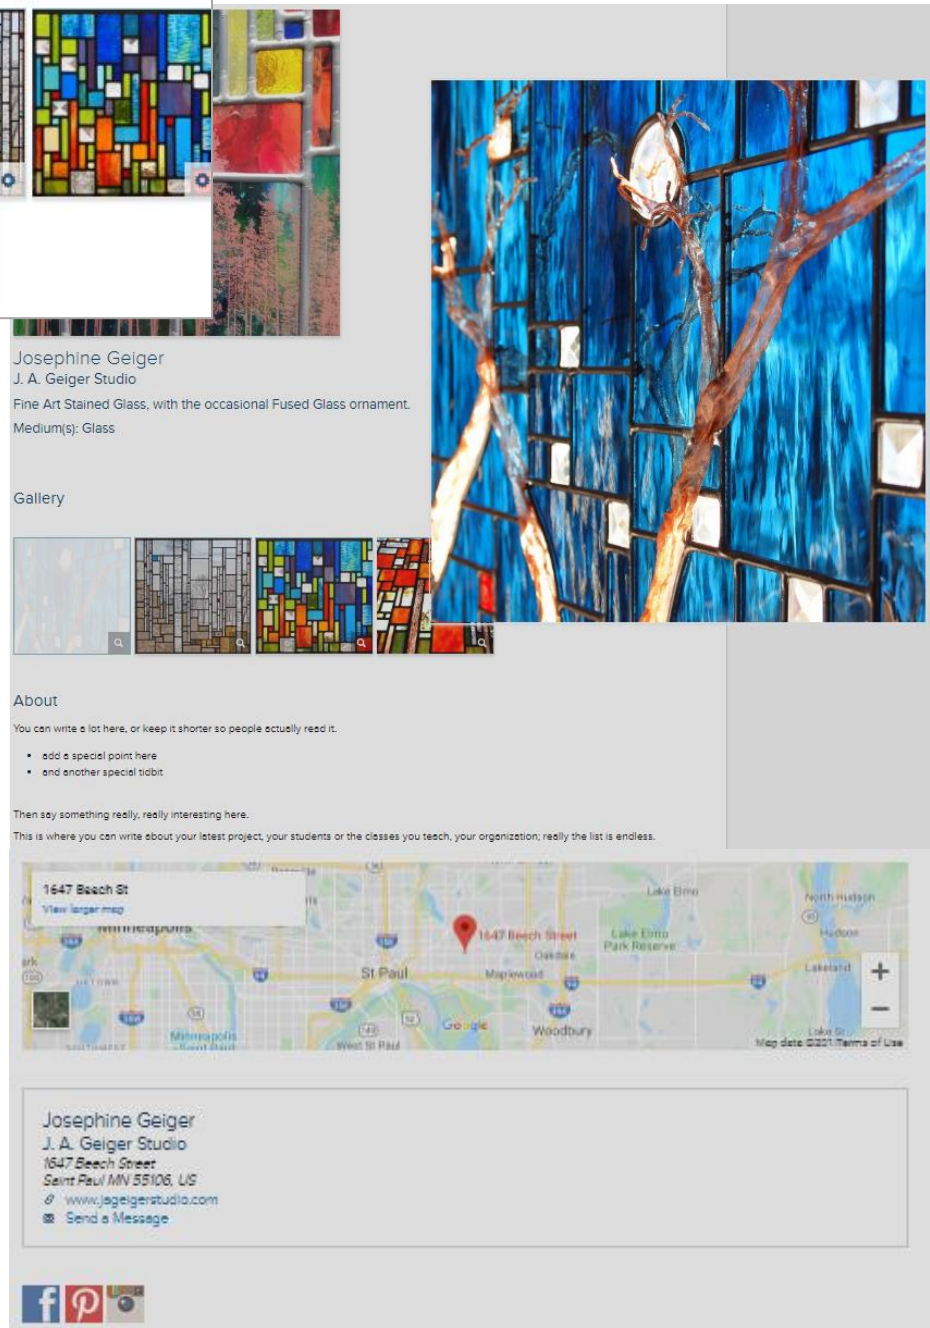 Josephine Geiger
J. A. Geiger Studio
Fine Art Stained Glass, with the occasional Fused Glass ornament.
Medium(s): Glass
Gallery
About
You can write a lot here, or keep it shorter so people actually read it.
• add a special point here
• and another special tidbit
Then say something really, really interesting here.
This is where you can write about your latest project, your students or the classes you teach, your organization; really the list is endless.
1647 Beech St
View larger map
Lake Elmo
North Hudson
Minneapolis
1647 Beech Street
Lake Elmo
Park Reserve
Hudson
Oakdale
St Paul
Maplewood
Lakeland
+
−
Google
Woodbury
Minneapolis
West St Paul
Map date ©201 Terms of Use
Josephine Geiger
J. A. Geiger Studio
1647 Beech Street
Saint Paul MN 55106, US
www.jageigerstudio.com
Send a Message